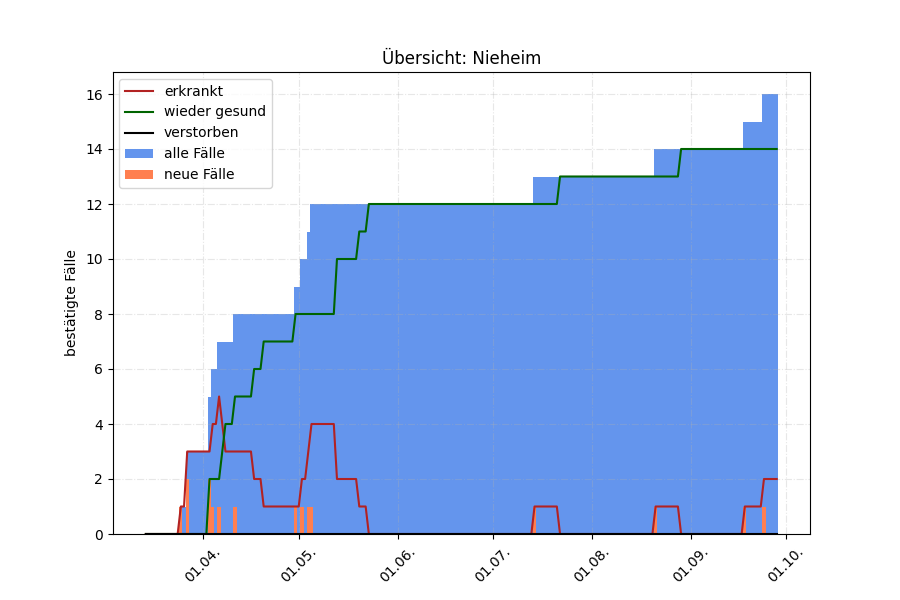 Übersicht: Nieheim
erkrankt
wieder gesund
verstorben
alle Fälle
neue Fälle
bestätigte Fälle
16
14
12
10
8
6
4
2
0
01.04.
01.05.
01.06.
01.07.
01.08.
01.09.
01.10.